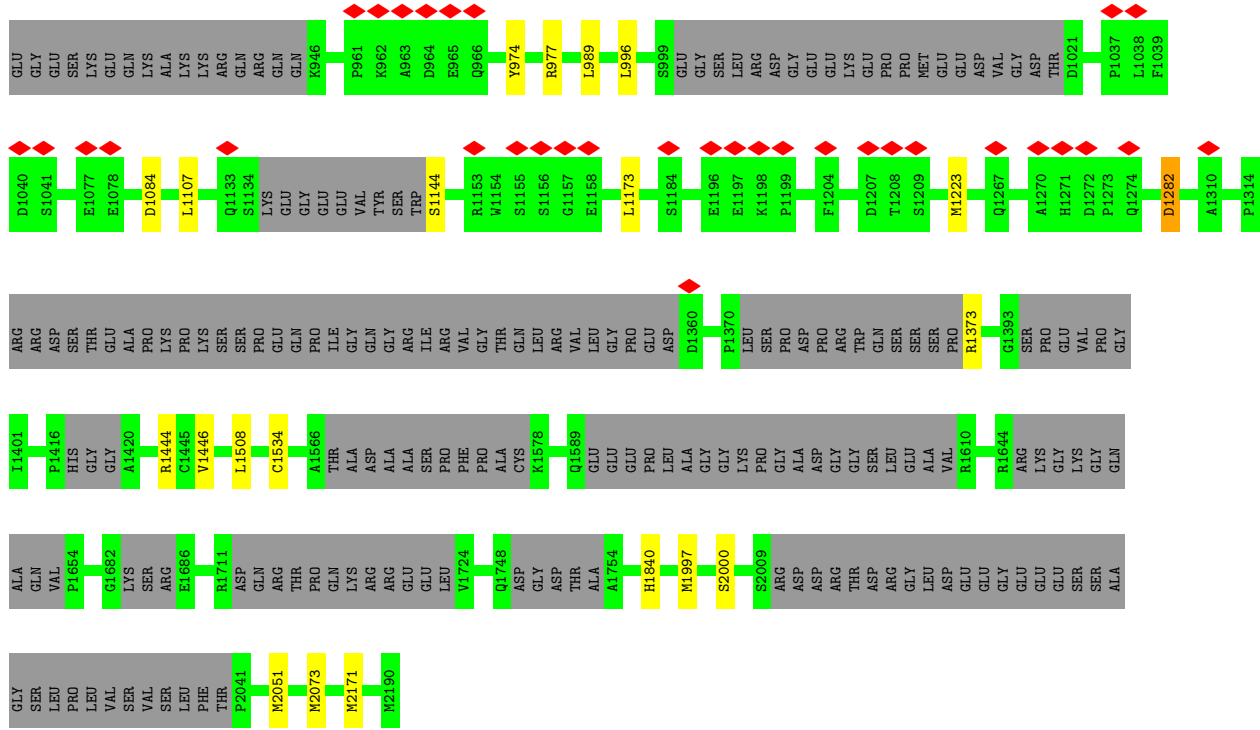 GLU GLY GLU SER LYS GLU GLN LYS ALA LYS LYS ARG GLN ARG GLN GLN K946 P961 K962 A963 D964 E965 Q966 Y974 R977 L989 L996 S999 GLU GLY SER LEU ARG ASP GLY GLU GLU LYS GLU PRO PRO MET GLU GLU ASP VAL GLY ASP THR D1021 P1037 L1038 F1039
D1040 S1041 E1077 E1078 D1084 L1107 Q1133 S1134 LYS GLU GLY GLU GLU VAL TYR SER TRP S1144 R1153 W1154 S1155 S1156 G1157 E1158 L1173 S1184 E1196 E1197 K1198 P1199 F1204 D1207 T1208 S1209 M1223 Q1267 A1270 H1271 D1272 P1273 Q1274 D1282 A1310 P1314
ARG ARG ASP SER THR GLU ALA PRO LYS PRO LYS SER SER PRO GLU GLN PRO ILE GLY GLN GLY ARG ILE ARG VAL GLY THR GLN LEU ARG VAL LEU GLY PRO GLU ASP D1360 P1370 LEU SER PRO ASP PRO ARG TRP GLN SER SER SER PRO R1373 G1393 SER PRO GLU VAL PRO GLY
I1401 P1416 HIS GLY GLY A1420 R1444 C1445 V1446 L1508 C1534 A1566 THR ALA ASP ALA ALA SER PRO PHE PRO ALA CYS K1578 Q1589 GLU GLU GLU PRO LEU ALA GLY GLY LYS PRO GLY ALA ASP GLY GLY SER LEU GLU ALA VAL R1610 R1644 ARG LYS GLY LYS GLY GLN
ALA GLN VAL P1654 G1682 LYS SER ARG E1686 R1711 ASP GLN ARG THR PRO GLN LYS ARG ARG GLU GLU LEU V1724 Q1748 ASP GLY ASP THR ALA A1754 H1840 M1997 S2000 S2009 ARG ASP ASP ARG THR ASP ARG GLY LEU ASP GLU GLU GLY GLU GLU GLU SER SER ALA
GLY SER LEU PRO LEU VAL SER VAL SER LEU PHE THR P2041 M2051 M2073 M2171 M2190